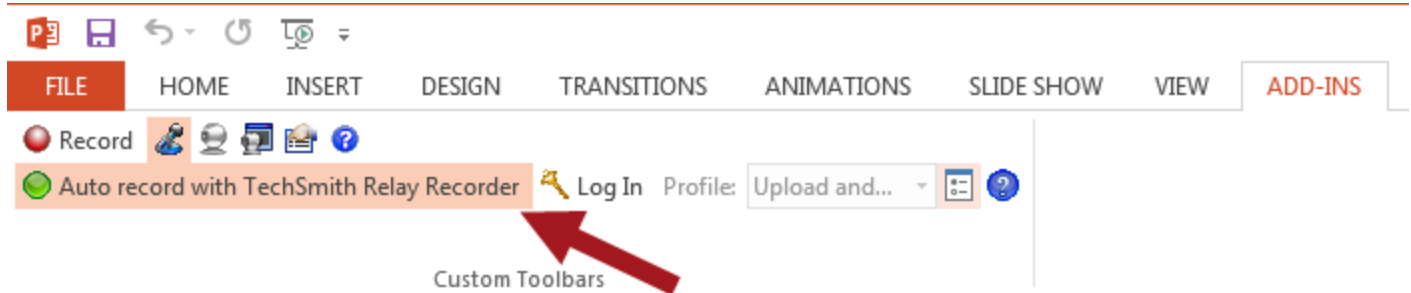 FILE HOME INSERT DESIGN TRANSITIONS ANIMATIONS SLIDE SHOW VIEW ADD-INS
Record
Auto record with TechSmith Relay Recorder Log In Profile: Upload and...
Custom Toolbars